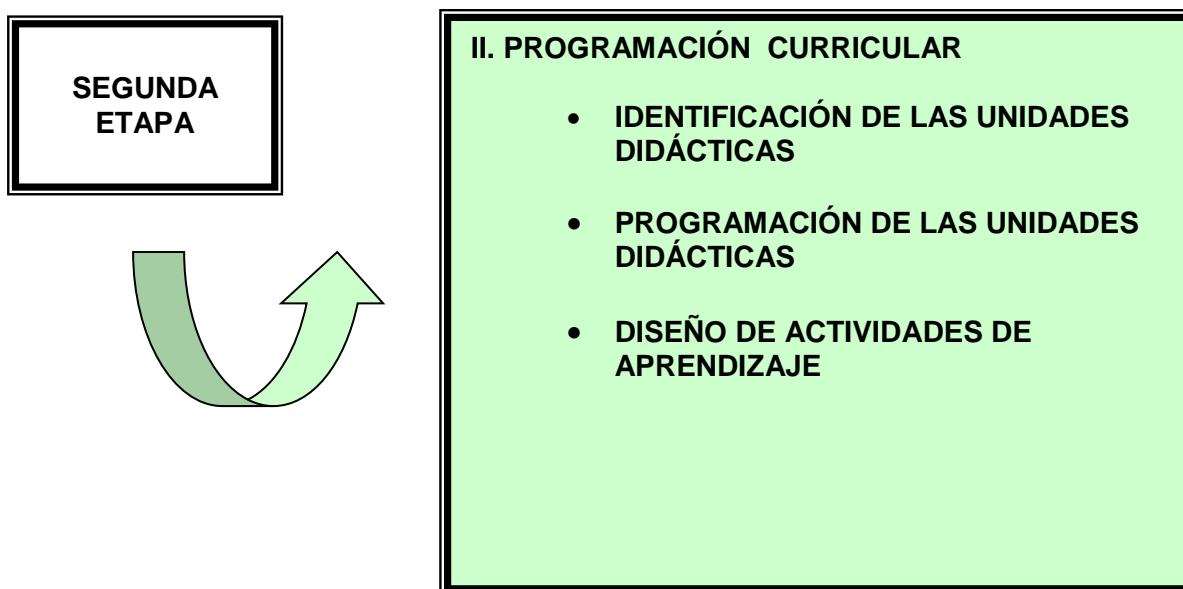 SEGUNDA
ETAPA
II. PROGRAMACIÓN CURRICULAR
• IDENTIFICACIÓN DE LAS UNIDADES
DIDÁCTICAS
• PROGRAMACIÓN DE LAS UNIDADES
DIDÁCTICAS
• DISEÑO DE ACTIVIDADES DE
APRENDIZAJE